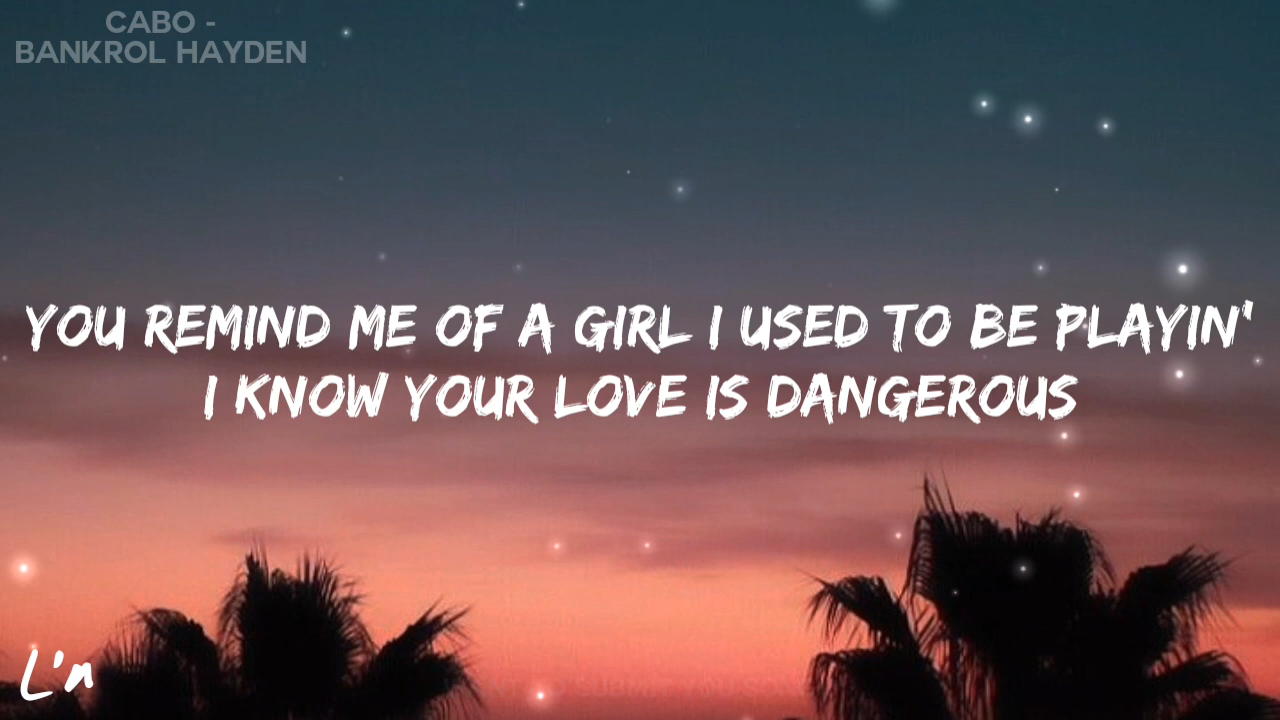 CABO -
BANKROL HAYDEN
YOU REMIND ME OF A GIRL I USED TO BE PLAYIN'
I KNOW YOUR LOVE IS DANGEROUS
L'n